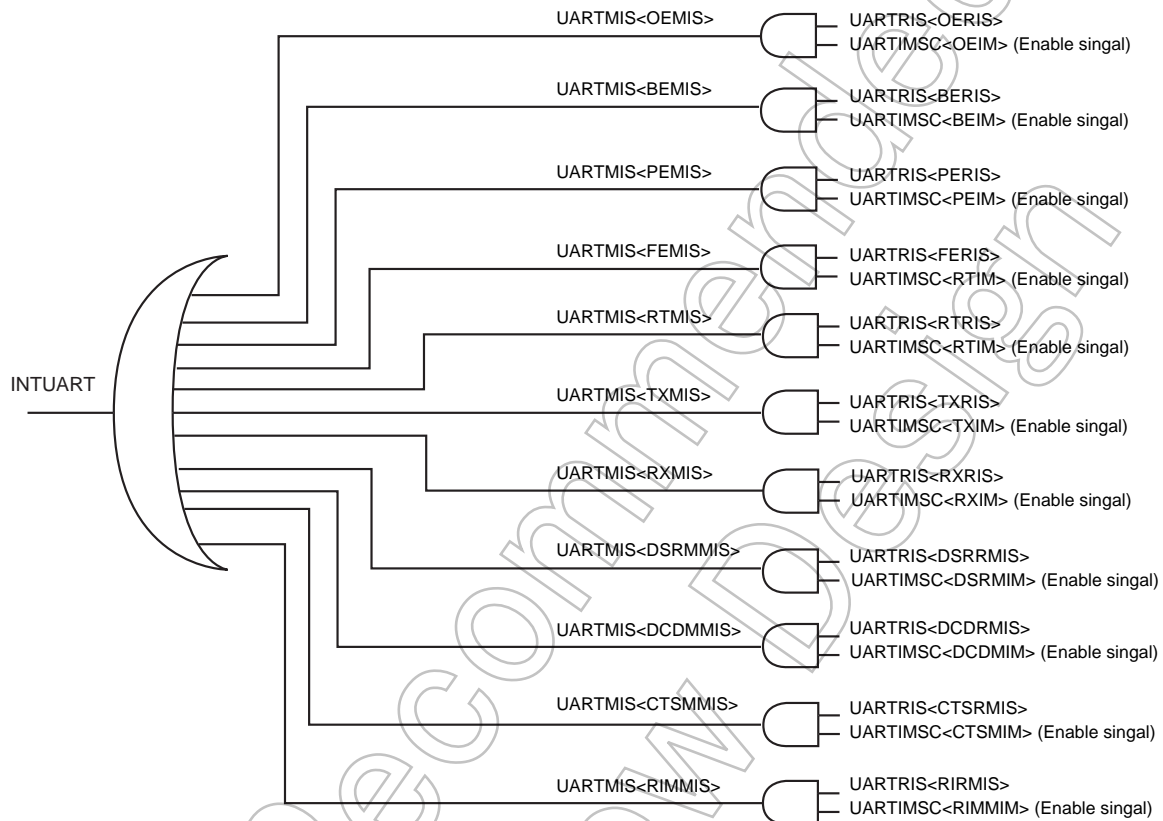 UARTMIS<OEMIS>
UARTRIS<OERIS>
UARTIMSC<OEIM> (Enable singal)
UARTMIS<BEMIS>
UARTRIS<BERIS>
UARTIMSC<BEIM> (Enable singal)
UARTMIS<PEMIS>
UARTRIS<PERIS>
UARTIMSC<PEIM> (Enable singal)
UARTMIS<FEMIS>
UARTRIS<FERIS>
UARTIMSC<RTIM> (Enable singal)
UARTMIS<RTMIS>
UARTRIS<RTRIS>
UARTIMSC<RTIM> (Enable singal)
INTUART
UARTMIS<TXMIS>
UARTRIS<TXRIS>
UARTIMSC<TXIM> (Enable singal)
UARTMIS<RXMIS>
UARTRIS<RXRIS>
UARTIMSC<RXIM> (Enable singal)
UARTMIS<DSRMMIS>
UARTRIS<DSRRMIS>
UARTIMSC<DSRMIM> (Enable singal)
UARTMIS<DCDMMIS>
UARTRIS<DCDRMIS>
UARTIMSC<DCDMIM> (Enable singal)
UARTMIS<CTSMMIS>
UARTRIS<CTSRMIS>
UARTIMSC<CTSMIM> (Enable singal)
UARTMIS<RIMMIS>
UARTRIS<RIRMIS>
UARTIMSC<RIMMIM> (Enable singal)
ecommended
w Design